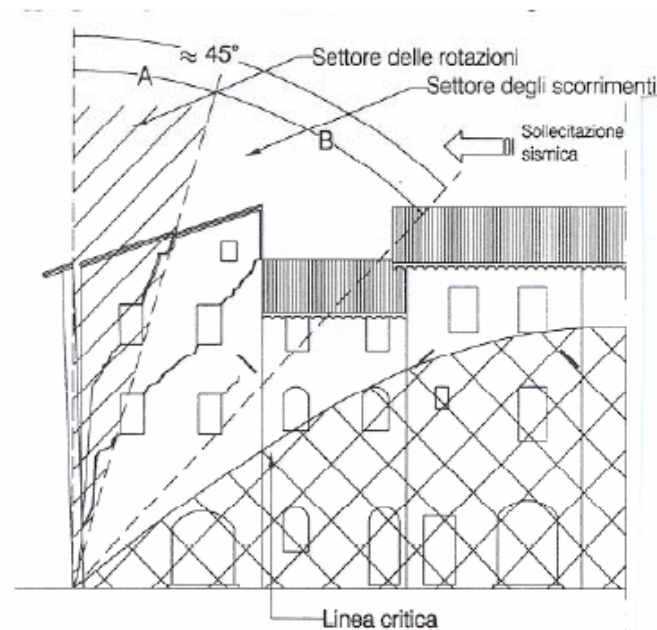 ≈ 45°
Settore delle rotazioni
A
Settore degli scorrimenti
B
Sollecitazione
sismica
Linea critica